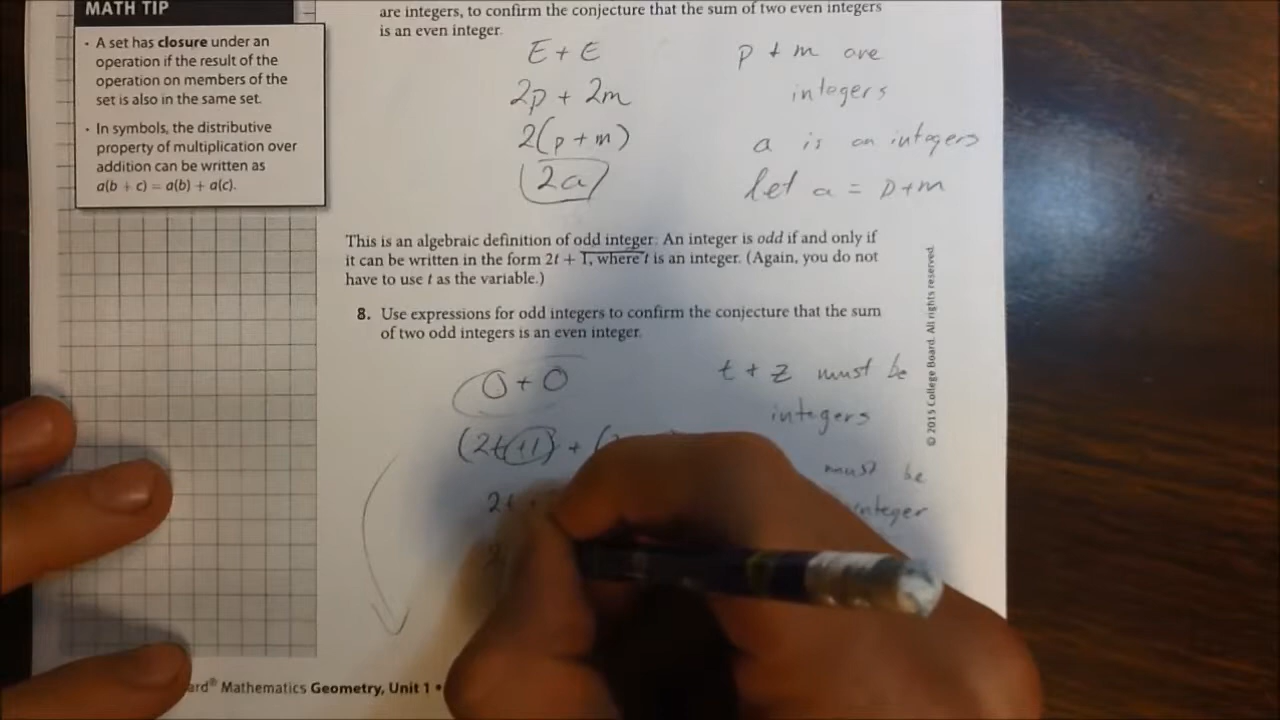 MATH TIP
• A set has closure under an
operation if the result of the
operation on members of the
set is also in the same set.
• In symbols, the distributive
property of multiplication over
addition can be written as
a(b + c) = a(b) + a(c).
are integers, to confirm the conjecture that the sum of two even integers
is an even integer.
E + E
2p + 2m
2(p + m)
2a
p + m are
integers
a is an integers
let a = p+m
This is an algebraic definition of odd integer: An integer is odd if and only if
it can be written in the form 2t + 1, where t is an integer. (Again, you do not
have to use t as the variable.)
8. Use expressions for odd integers to confirm the conjecture that the sum
of two odd integers is an even integer.
O + O
(2t+1) + (
2t +
2
t + z must be
integers
must be
integer
© 2015 College Board. All rights reserved.
Mathematics Geometry, Unit 1 •